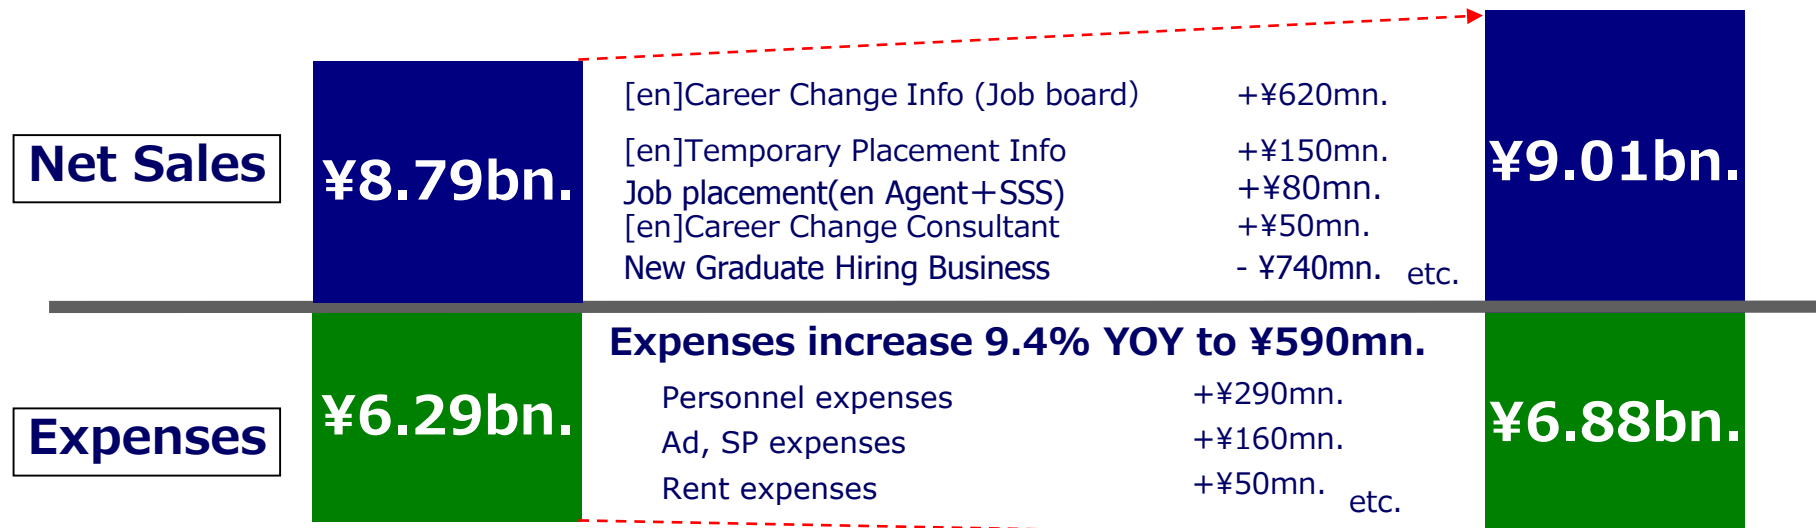 Net Sales
¥8.79bn.
[en]Career Change Info (Job board） +¥620mn.
[en]Temporary Placement Info +¥150mn.
Job placement(en Agent＋SSS) +¥80mn.
[en]Career Change Consultant +¥50mn.
New Graduate Hiring Business - ¥740mn. etc.
¥9.01bn.
Expenses
¥6.29bn.
Expenses increase 9.4% YOY to ¥590mn.
Personnel expenses +¥290mn.
Ad, SP expenses +¥160mn.
Rent expenses +¥50mn. etc.
¥6.88bn.